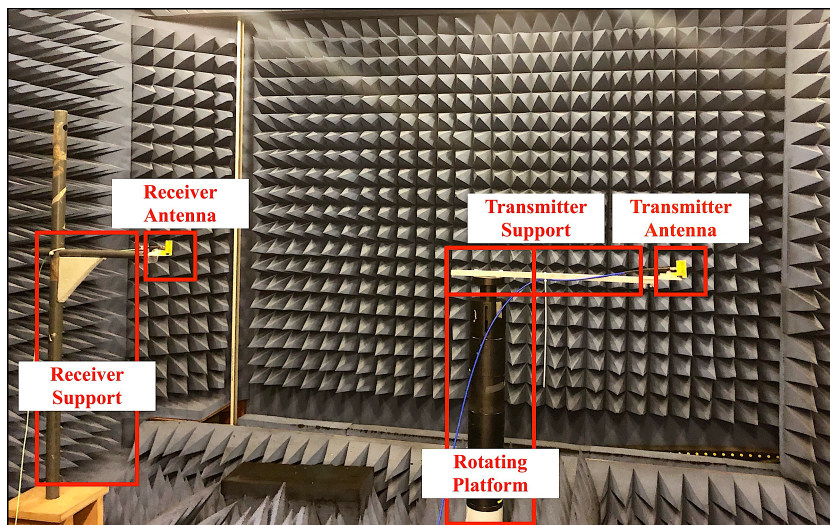 Receiver
Antenna
Transmitter
Support
Transmitter
Antenna
Receiver
Support
Rotating
Platform